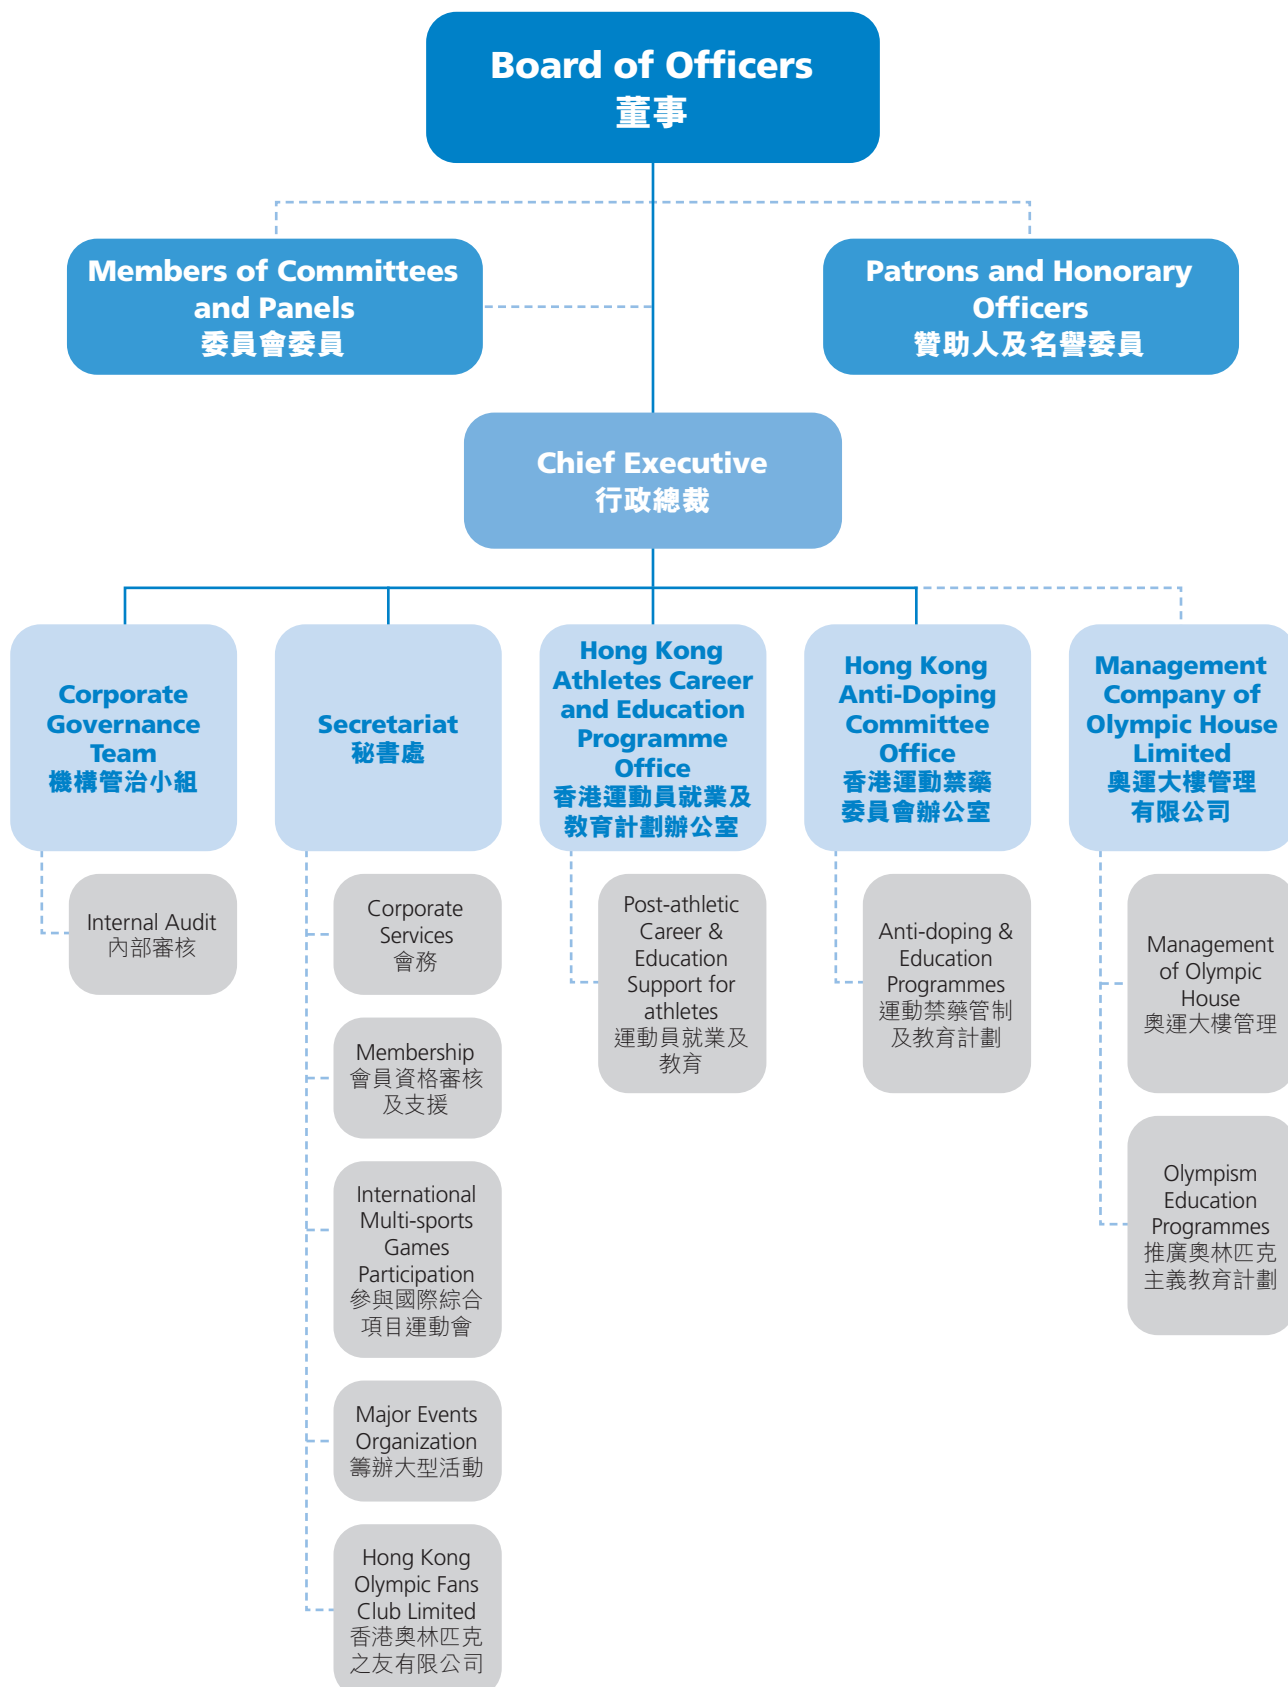 Board of Officers
董事
Members of Committees
and Panels
委員會委員
Patrons and Honorary
Officers
贊助人及名譽委員
Chief Executive
行政總裁
Corporate
Governance
Team
機構管治小組
Secretariat
秘書處
Hong Kong
Athletes Career
and Education
Programme
Office
香港運動員就業及
教育計劃辦公室
Hong Kong
Anti-Doping
Committee
Office
香港運動禁藥
委員會辦公室
Management
Company of
Olympic House
Limited
奧運大樓管理
有限公司
Internal Audit
內部審核
Corporate
Services
會務
Membership
會員資格審核
及支援
International
Multi-sports
Games
Participation
參與國際綜合
項目運動會
Major Events
Organization
籌辦大型活動
Hong Kong
Olympic Fans
Club Limited
香港奧林匹克
之友有限公司
Post-athletic
Career &
Education
Support for
athletes
運動員就業及
教育
Anti-doping &
Education
Programmes
運動禁藥管制
及教育計劃
Management
of Olympic
House
奧運大樓管理
Olympism
Education
Programmes
推廣奧林匹克
主義教育計劃